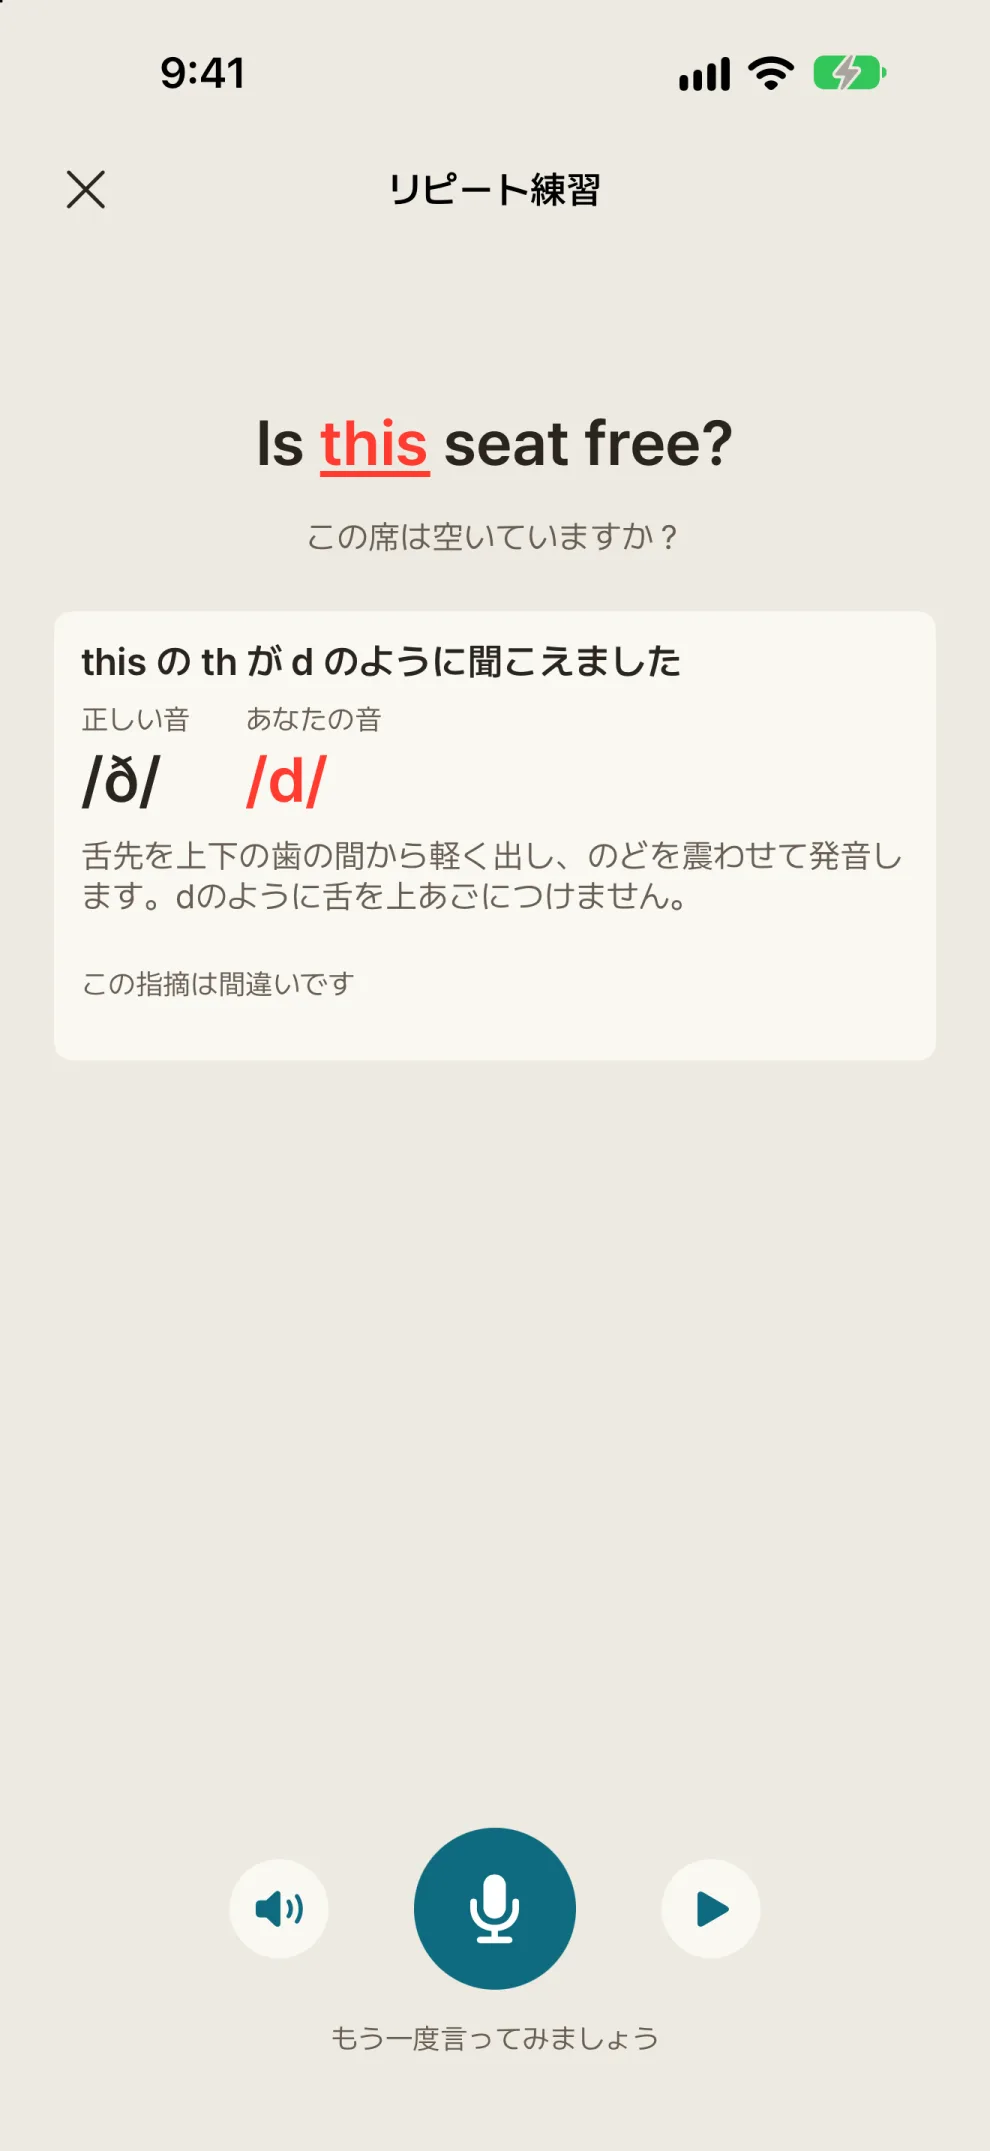 9:41
リピート練習
Is this seat free?
この席は空いていますか？
this の th が d のように聞こえました
正しい音 あなたの音
/ð/ /d/
舌先を上下の歯の間から軽く出し、のどを震わせて発音し
ます。dのように舌を上あごにつけません。
この指摘は間違いです
もう一度言ってみましょう